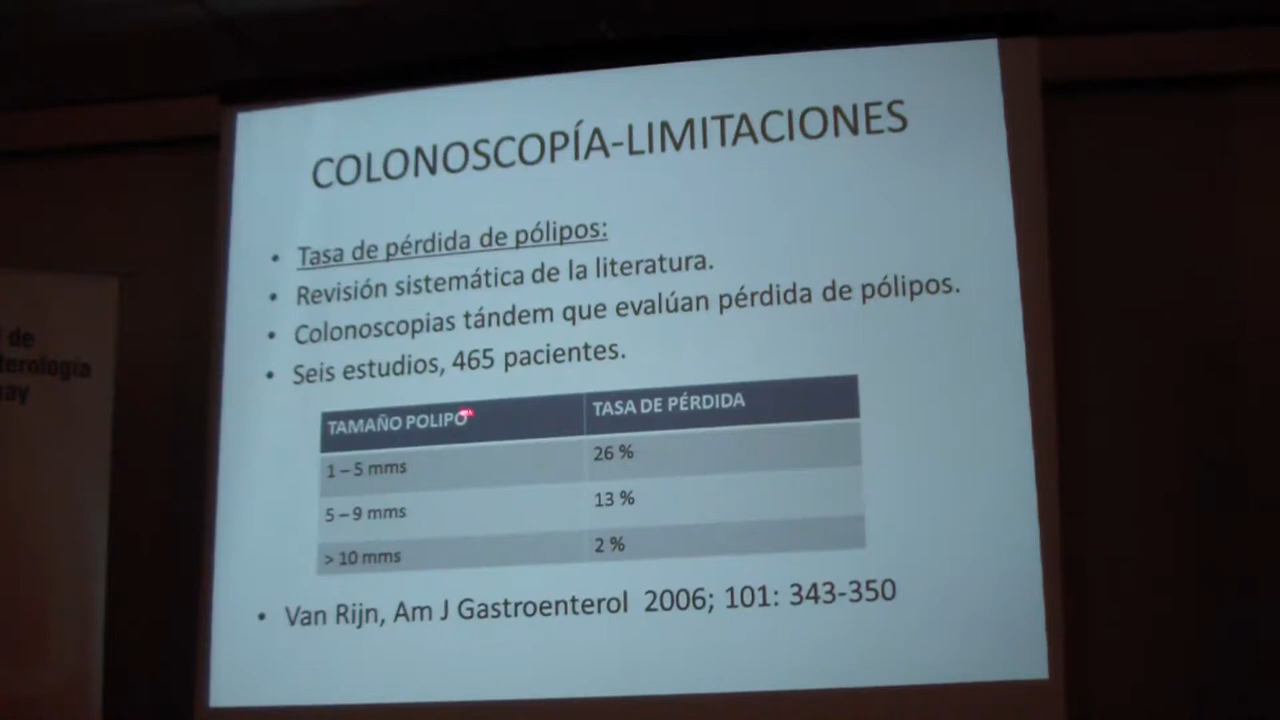 COLONOSCOPÍA-LIMITACIONES
• Tasa de pérdida de pólipos:
• Revisión sistemática de la literatura.
• Colonoscopias tándem que evalúan pérdida de pólipos.
• Seis estudios, 465 pacientes.
TAMAÑO POLIPO TASA DE PÉRDIDA
1 – 5 mms 26 %
5 – 9 mms 13 %
> 10 mms 2 %
• Van Rijn, Am J Gastroenterol 2006; 101: 343-350
de